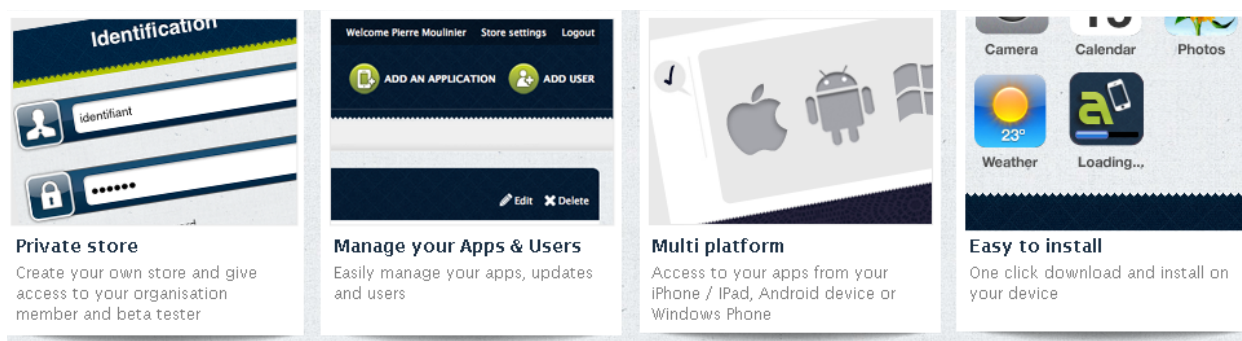 Identification
identifiant
Private store
Create your own store and give
access to your organisation
member and beta tester
Welcome Pierre Moulinier Store settings Logout
ADD AN APPLICATION ADD USER
Edit Delete
Manage your Apps & Users
Easily manage your apps, updates
and users
Multi platform
Access to your apps from your
iPhone / IPad, Android device or
Windows Phone
Camera Calendar Photos
23°
Weather Loading...
Easy to install
One click download and install on
your device